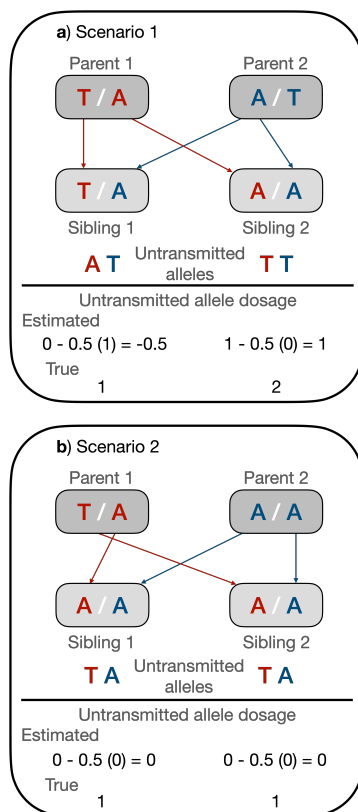 a) Scenario 1
Parent 1 Parent 2
T / A A / T
T / A A / A
Sibling 1 Sibling 2
A T Untransmitted T T
alleles
Untransmitted allele dosage
Estimated
0 - 0.5 (1) = -0.5 1 - 0.5 (0) = 1
True
1 2
b) Scenario 2
Parent 1 Parent 2
T / A A / A
A / A A / A
Sibling 1 Sibling 2
T A Untransmitted T A
alleles
Untransmitted allele dosage
Estimated
0 - 0.5 (0) = 0 0 - 0.5 (0) = 0
True
1 1